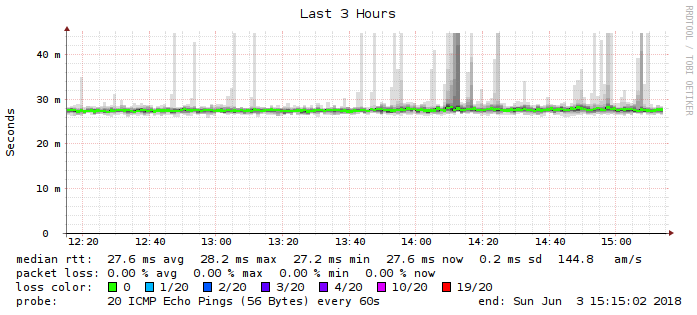 Last 3 Hours
RRDTOOL / TOBI OETIKER
Seconds
40 m
30 m
20 m
10 m
0
12:20 12:40 13:00 13:20 13:40 14:00 14:20 14:40 15:00
median rtt: 27.6 ms avg 28.2 ms max 27.2 ms min 27.6 ms now 0.2 ms sd 144.8 am/s
packet loss: 0.00 % avg 0.00 % max 0.00 % min 0.00 % now
loss color: 0 1/20 2/20 3/20 4/20 10/20 19/20
probe: 20 ICMP Echo Pings (56 Bytes) every 60s end: Sun Jun 3 15:15:02 2018